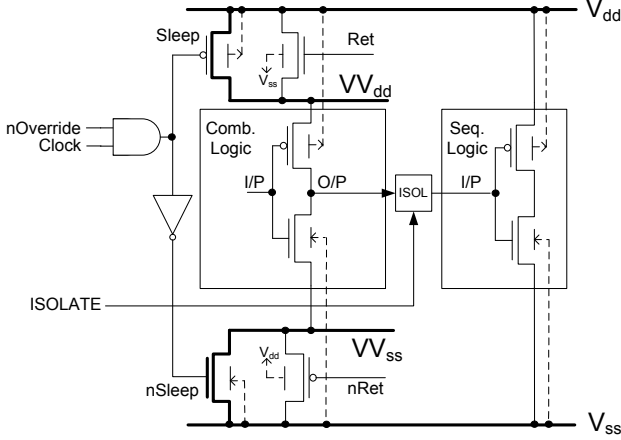 Vdd
Sleep
Ret
Vss
VVdd
nOverride
Clock
Comb.
Logic
Seq.
Logic
I/P
O/P
ISOL
I/P
ISOLATE
VVss
Vdd
nSleep
nRet
Vss